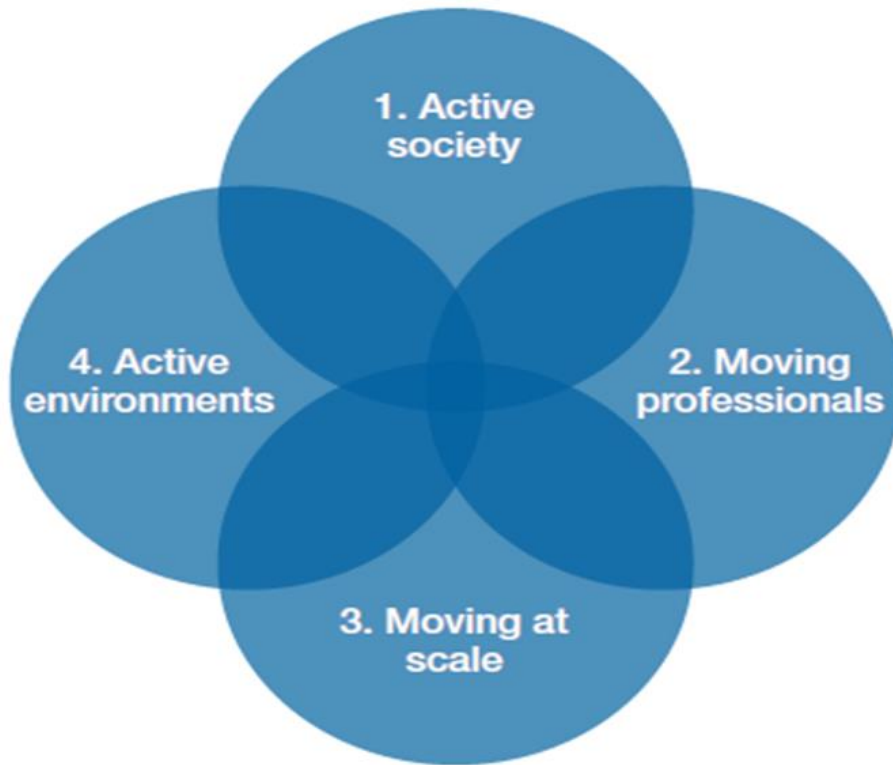 1. Active
society
2. Moving
professionals
3. Moving at
scale
4. Active
environments